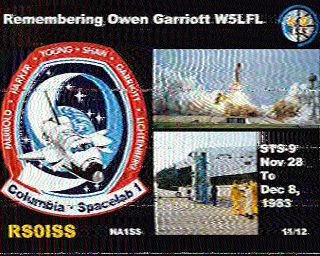 Remembering Owen Garriott W5LFL
MERBOLD · PARKER · YOUNG · SHAW · GARRIOTT · LICHTENBERG
Columbia · Spacelab 1
STS-9
Nov 28
To
Dec 8,
1983
RS0ISS
NA1SS
11/12